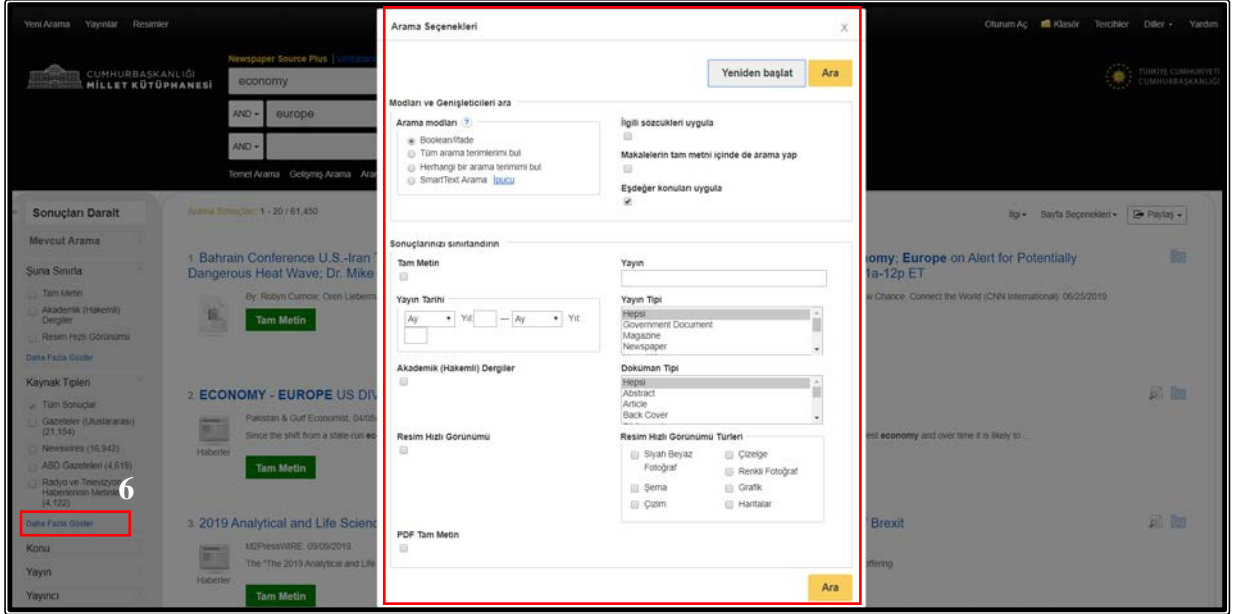 Yeni Arama Yayınlar Resimler
Oturum Aç Klasör Tercihler Diller Yardım
CUMHURBAŞKANLIĞI
MİLLET KÜTÜPHANESİ
Newspaper Source Plus
economy
AND
europe
AND
Temel Arama Gelişmiş Arama
TÜRKİYE CUMHURİYETİ
CUMHURBAŞKANLIĞI
Sonuçları Daralt
Mevcut Arama
Şuna Sınırla
Tam Metin
Akademik (Hakemli)
Dergiler
Resim Hızlı Görünümü
Daha Fazla Göster
Kaynak Tipleri
Tüm Sonuçlar
Gazeteler (Uluslararası)
(21,154)
Newswires (16,942)
ABD Gazeteleri (4,619)
Radyo ve Televizyon
Haberlerinin Metinle
(4,122)
6
Daha Fazla Göster
Konu
Yayın
Yayıncı
Arama Sonuçları: 1 - 20 / 61,450
İlgi Sayfa Seçenekleri Paylaş
1. Bahrain Conference U.S.-Iran
omy; Europe on Alert for Potentially
Dangerous Heat Wave; Dr. Mike
1a-12p ET
By: Robyn Curnow; Oren Lieberm
w Chance. Connect the World (CNN International). 06/25/2019.
Tam Metin
2. ECONOMY - EUROPE US DIV
Pakistan & Gulf Economist. 04/05
Since the shift from a state-run eco
est economy and over time it is likely to ...
Haberler
Tam Metin
3. 2019 Analytical and Life Scienc
Brexit
M2PressWIRE. 09/09/2019.
The "The 2019 Analytical and Life
offering
Haberler
Tam Metin
Arama Seçenekleri
X
Yeniden başlat
Ara
Modları ve Genişleticileri ara
Arama modları ?
Boolean/İfade
Tüm arama terimlerimi bul
Herhangi bir arama terimimi bul
SmartText Arama İpucu
İlgili sözcükleri uygula
Makalelerin tam metni içinde de arama yap
Eşdeğer konuları uygula
Sonuçlarınızı sınırlandırın
Tam Metin
Yayın
Yayın Tarihi
Ay Yıl: — Ay Yıl:
Yayın Tipi
Hepsi
Government Document
Magazine
Newspaper
Akademik (Hakemli) Dergiler
Doküman Tipi
Hepsi
Abstract
Article
Back Cover
Resim Hızlı Görünümü
Resim Hızlı Görünümü Türleri
Siyah Beyaz
Fotoğraf
Çizelge
Renkli Fotoğraf
Şema
Grafik
Çizim
Haritalar
PDF Tam Metin
Ara